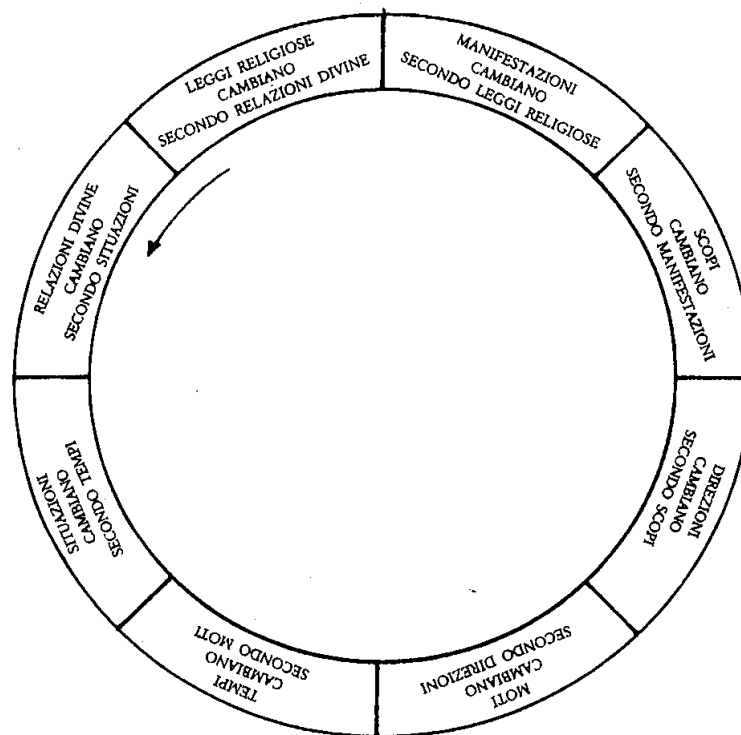 LEGGI RELIGIOSE
CAMBIANO
SECONDO RELAZIONI DIVINE
MANIFESTAZIONI
CAMBIANO
SECONDO LEGGI RELIGIOSE
SCOPI
CAMBIANO
SECONDO MANIFESTAZIONI
DIREZIONI
CAMBIANO
SECONDO SCOPI
MOTI
CAMBIANO
SECONDO DIREZIONI
TEMPI
CAMBIANO
SECONDO MOTI
SITUAZIONI
CAMBIANO
SECONDO TEMPI
RELAZIONI DIVINE
CAMBIANO
SECONDO SITUAZIONI